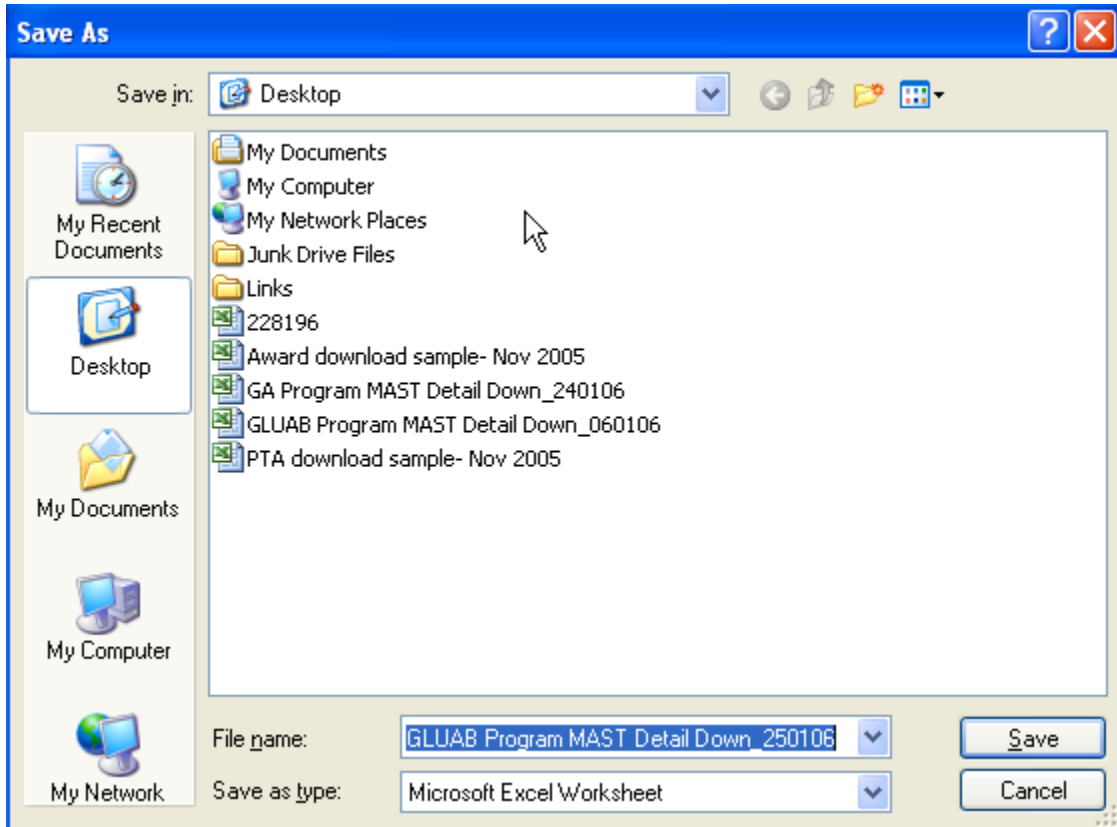 Save As
Save in:
Desktop
My Recent
Documents
Desktop
My Documents
My Computer
My Network
My Documents
My Computer
My Network Places
Junk Drive Files
Links
228196
Award download sample- Nov 2005
GA Program MAST Detail Down_240106
GLUAB Program MAST Detail Down_060106
PTA download sample- Nov 2005
File name:
GLUAB Program MAST Detail Down_250106
Save
Save as type:
Microsoft Excel Worksheet
Cancel